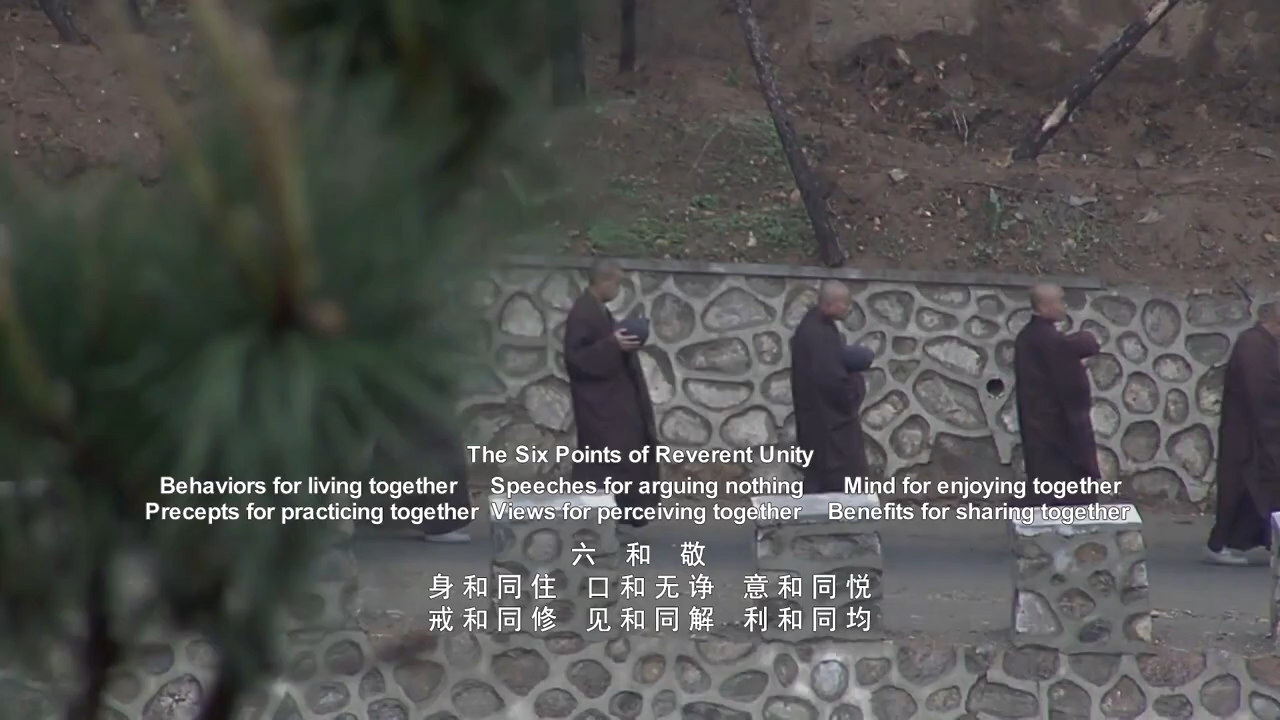 The Six Points of Reverent Unity
Behaviors for living together Speeches for arguing nothing Mind for enjoying together
Precepts for practicing together Views for perceiving together Benefits for sharing together
六 和 敬
身和同住 口和无诤 意和同悦
戒和同修 见和同解 利和同均